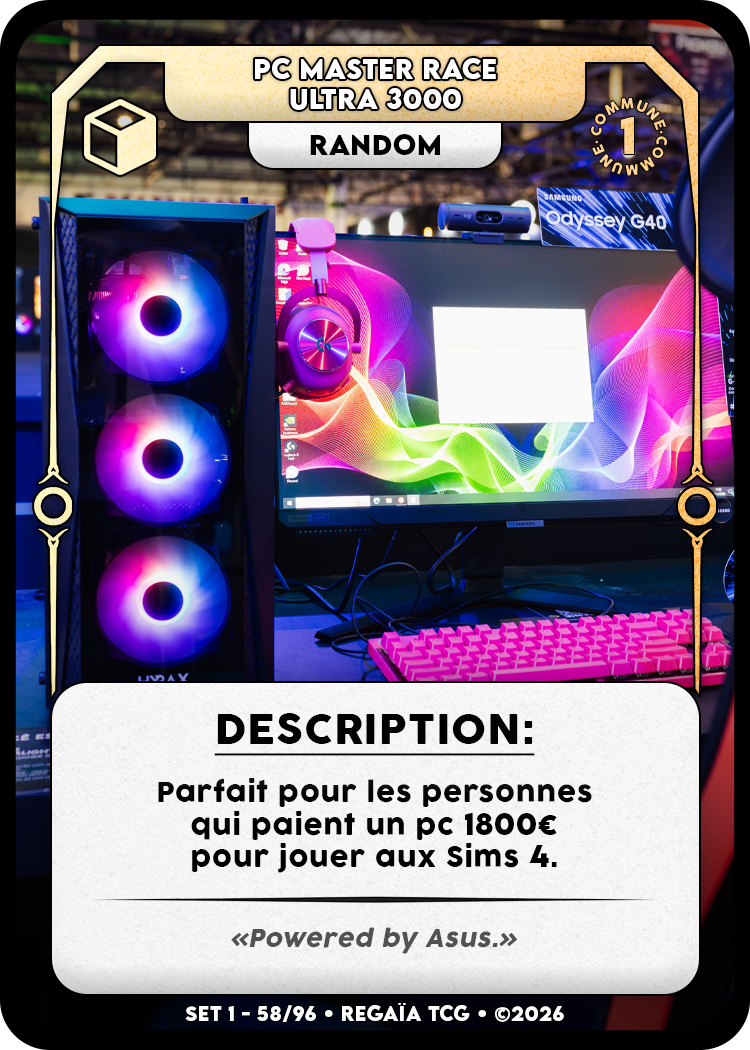 PC MASTER RACE
ULTRA 3000
RANDOM
COMMUNE • COMMUNE •
1
SAMSUNG
Odyssey G40
HYRAX
DESCRIPTION:
Parfait pour les personnes
qui paient un pc 1800€
pour jouer aux Sims 4.
«Powered by Asus.»
SET 1 - 58/96 • REGAÏA TCG • ©2026